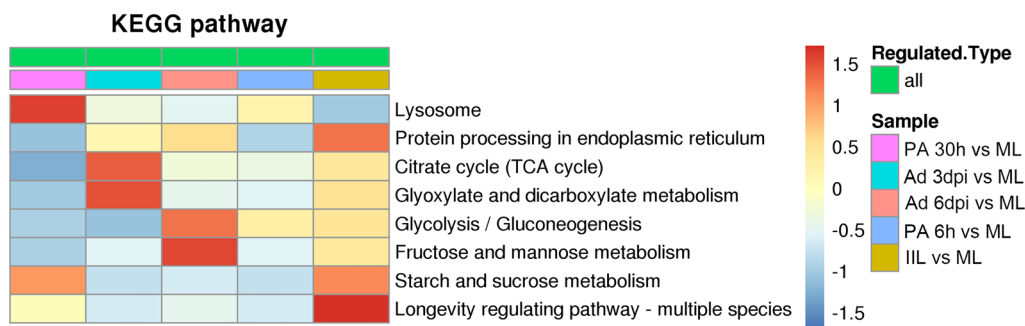 KEGG pathway
Lysosome
Protein processing in endoplasmic reticulum
Citrate cycle (TCA cycle)
Glyoxylate and dicarboxylate metabolism
Glycolysis / Gluconeogenesis
Fructose and mannose metabolism
Starch and sucrose metabolism
Longevity regulating pathway - multiple species
1.5
1
0.5
0
-0.5
-1
-1.5
Regulated.Type
all
Sample
PA 30h vs ML
Ad 3dpi vs ML
Ad 6dpi vs ML
PA 6h vs ML
IIL vs ML